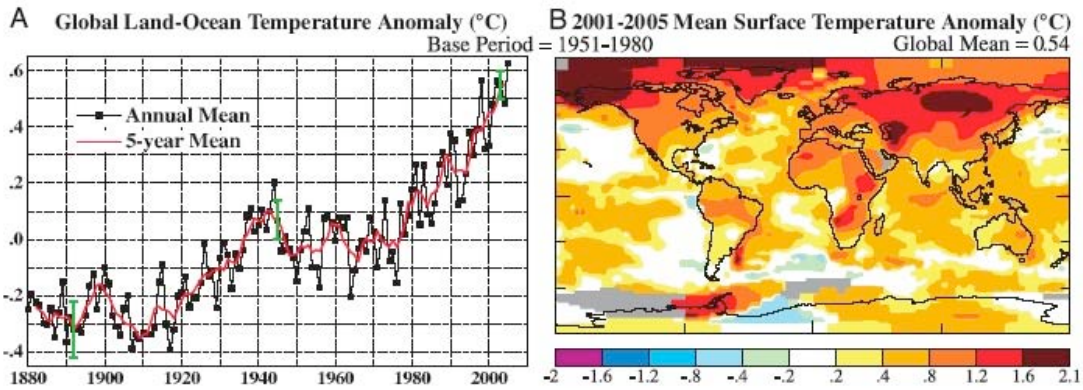 A Global Land-Ocean Temperature Anomaly (°C)
B 2001-2005 Mean Surface Temperature Anomaly (°C)
Base Period = 1951-1980
Global Mean = 0.54
.6
.4
.2
.0
-.2
-.4
Annual Mean
5-year Mean
1880 1900 1920 1940 1960 1980 2000
-2 -1.6 -1.2 -.8 -.4 -.2 .2 .4 .8 1.2 1.6 2.1